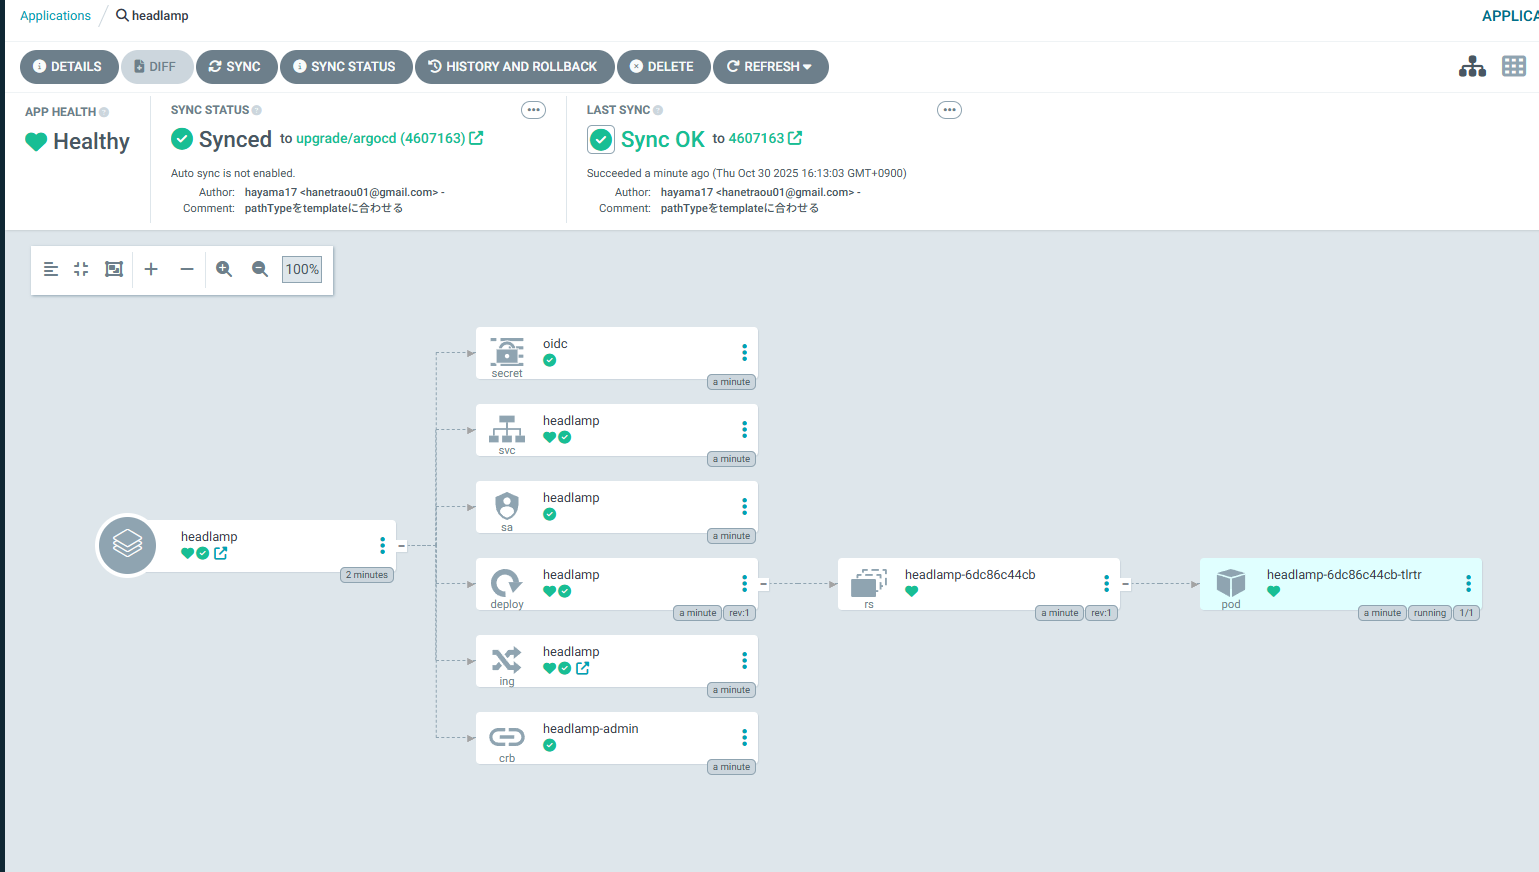 Applications / headlamp
APPLICA
DETAILS DIFF SYNC SYNC STATUS HISTORY AND ROLLBACK DELETE REFRESH
APP HEALTH
Healthy
SYNC STATUS
Synced to upgrade/argocd (4607163)
Auto sync is not enabled.
Author: hayama17 <hanetraou01@gmail.com> -
Comment: pathTypeをtemplateに合わせる
LAST SYNC
Sync OK to 4607163
Succeeded a minute ago (Thu Oct 30 2025 16:13:03 GMT+0900)
Author: hayama17 <hanetraou01@gmail.com> -
Comment: pathTypeをtemplateに合わせる
100%
headlamp
2 minutes
oidc
secret
a minute
headlamp
svc
a minute
headlamp
sa
a minute
headlamp
deploy
a minute rev:1
headlamp-6dc86c44cb
rs
a minute rev:1
headlamp-6dc86c44cb-tlrtr
pod
a minute running 1/1
headlamp
ing
a minute
headlamp-admin
crb
a minute